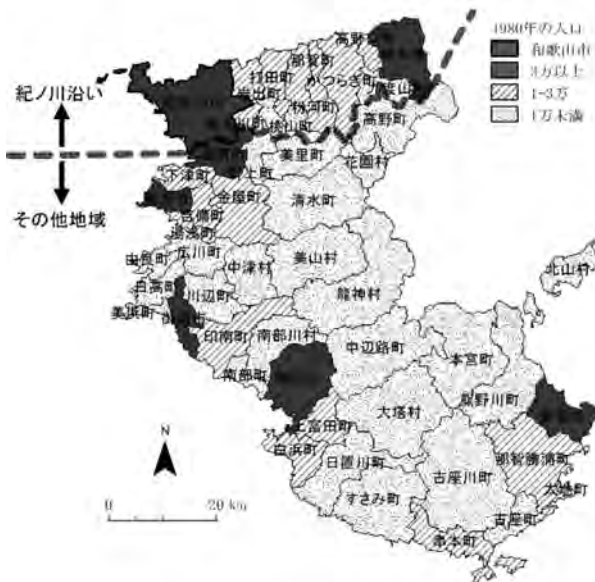 1980年の人口
和歌山市
3万以上
1-3万
1万未満
紀ノ川沿い
その他地域
打田町
那賀町
かつらぎ町
岩出町
粉河町
桃山町
高野町
美里町
花園村
下津町
金屋町
清水町
吉備町
湯浅町
広川町
由良町
中津村
美山村
龍神村
北山村
日高町
川辺町
美浜町
印南町
南部川村
南部町
中辺路町
本宮町
熊野川町
大塔村
上富田町
白浜町
日置川町
すさみ町
古座川町
那智勝浦町
太地町
古座町
串本町
N
0 20 km